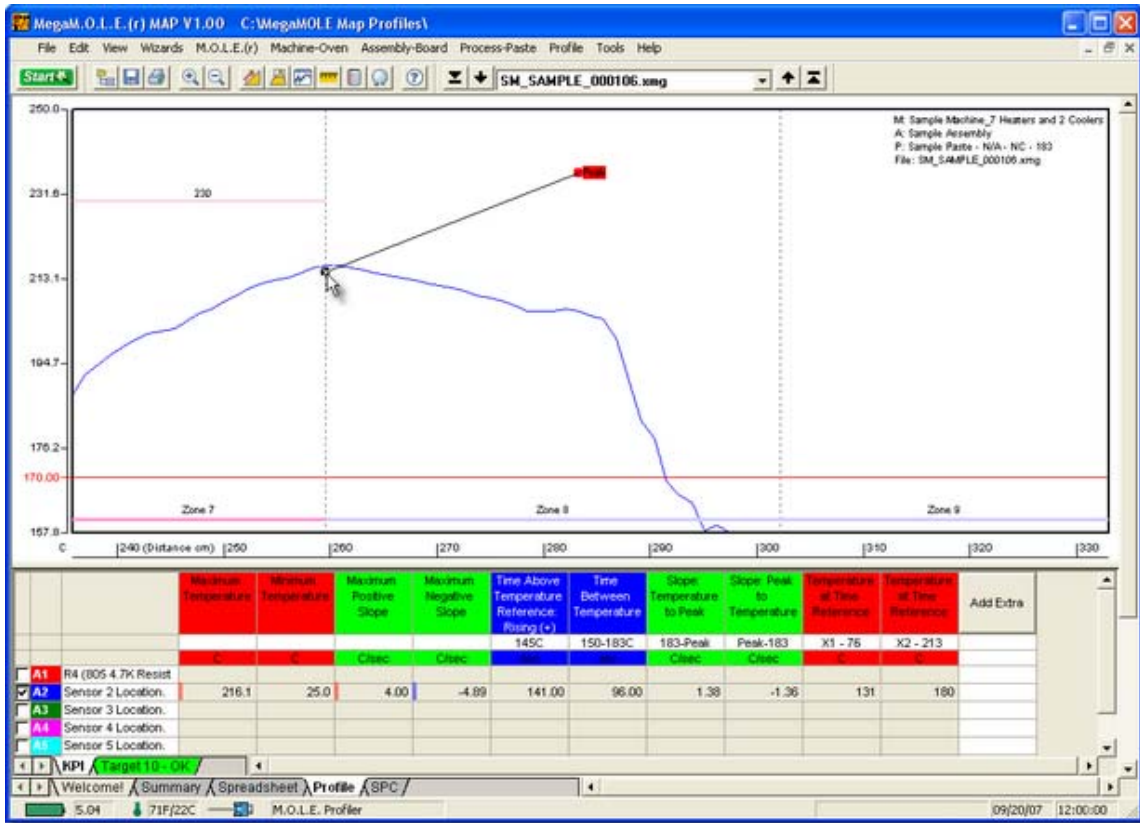 MegaM.O.L.E.(r) MAP V1.00 C:\MegaMOLE Map Profiles\
File Edit View Wizards M.O.L.E.(r) Machine-Oven Assembly-Board Process-Paste Profile Tools Help
Start SM_SAMPLE_000106.xmg
M: Sample Machine_7 Heaters and 2 Coolers
A: Sample Assembly
P: Sample Paste - N/A - NC - 183
File: SM_SAMPLE_000106.xmg
250.0
Peak
231.6
230
213.1
194.7
176.2
170.00
Zone 7 Zone 8 Zone 9
157.8
C 240 (Distance cm) 250 260 270 280 290 300 310 320 330
Maximum Temperature Minimum Temperature Maximum Positive Slope Maximum Negative Slope Time Above Temperature Reference: Rising (+) Time Between Temperature Slope: Temperature to Peak Slope: Peak to Temperature Temperature at Time Reference Temperature at Time Reference Add Extra
145C 150-183C 183-Peak Peak-183 X1 - 76 X2 - 213
C C C/sec C/sec C/sec C/sec C C
A1 R4 (805 4.7K Resist
A2 Sensor 2 Location. 216.1 25.0 4.00 -4.89 141.00 96.00 1.38 -1.36 131 180
A3 Sensor 3 Location.
A4 Sensor 4 Location.
A5 Sensor 5 Location.
KPI Target 10 - OK
Welcome! Summary Spreadsheet Profile SPC
5.04 71F/22C M.O.L.E. Profiler 09/20/07 12:00:00